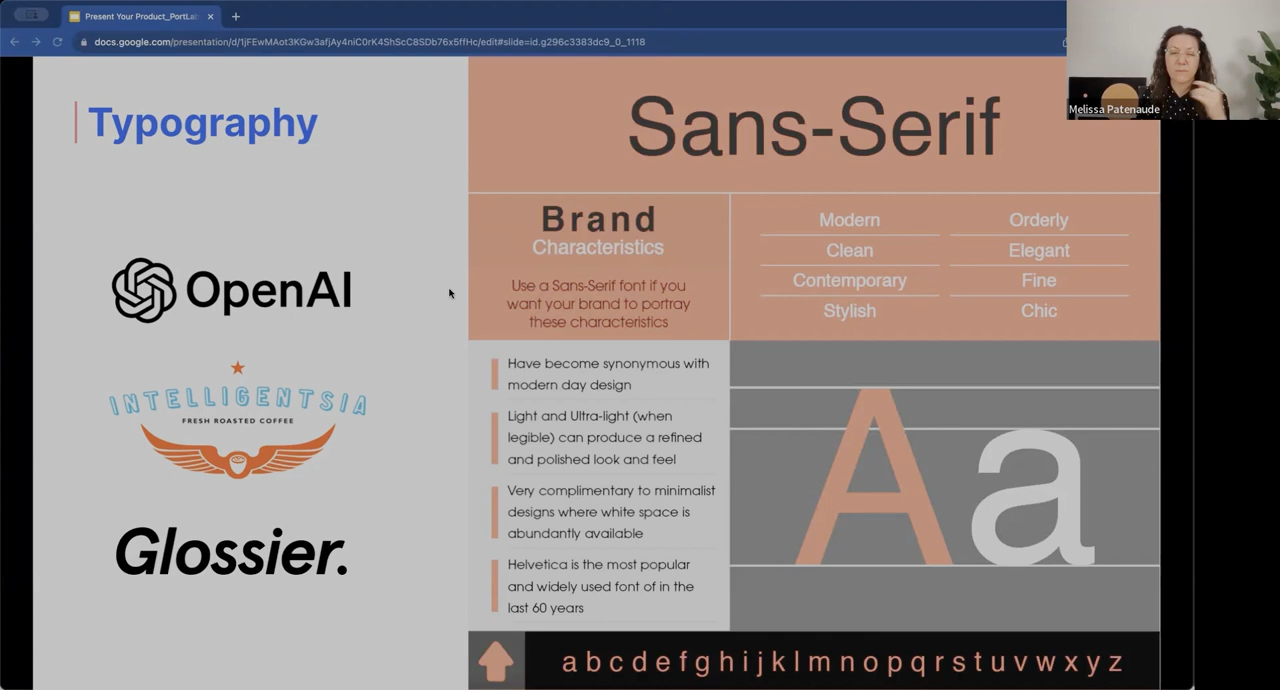 Present Your Product_PortLa
docs.google.com/presentation/d/1jFEwMAot3KGw3afjAy4niC0rK4ShScC8SDb76x5ffHc/edit#slide=id.g296c3383dc9_0_1118
Melissa Patenaude
Typography
OpenAI
INTELLIGENTSIA
FRESH ROASTED COFFEE
Glossier.
Sans-Serif
Brand
Characteristics
Use a Sans-Serif font if you
want your brand to portray
these characteristics
Modern
Orderly
Clean
Elegant
Contemporary
Fine
Stylish
Chic
Have become synonymous with
modern day design
Light and Ultra-light (when
legible) can produce a refined
and polished look and feel
Very complimentary to minimalist
designs where white space is
abundantly available
Helvetica is the most popular
and widely used font of in the
last 60 years
Aa
a b c d e f g h i j k l m n o p q r s t u v w x y z